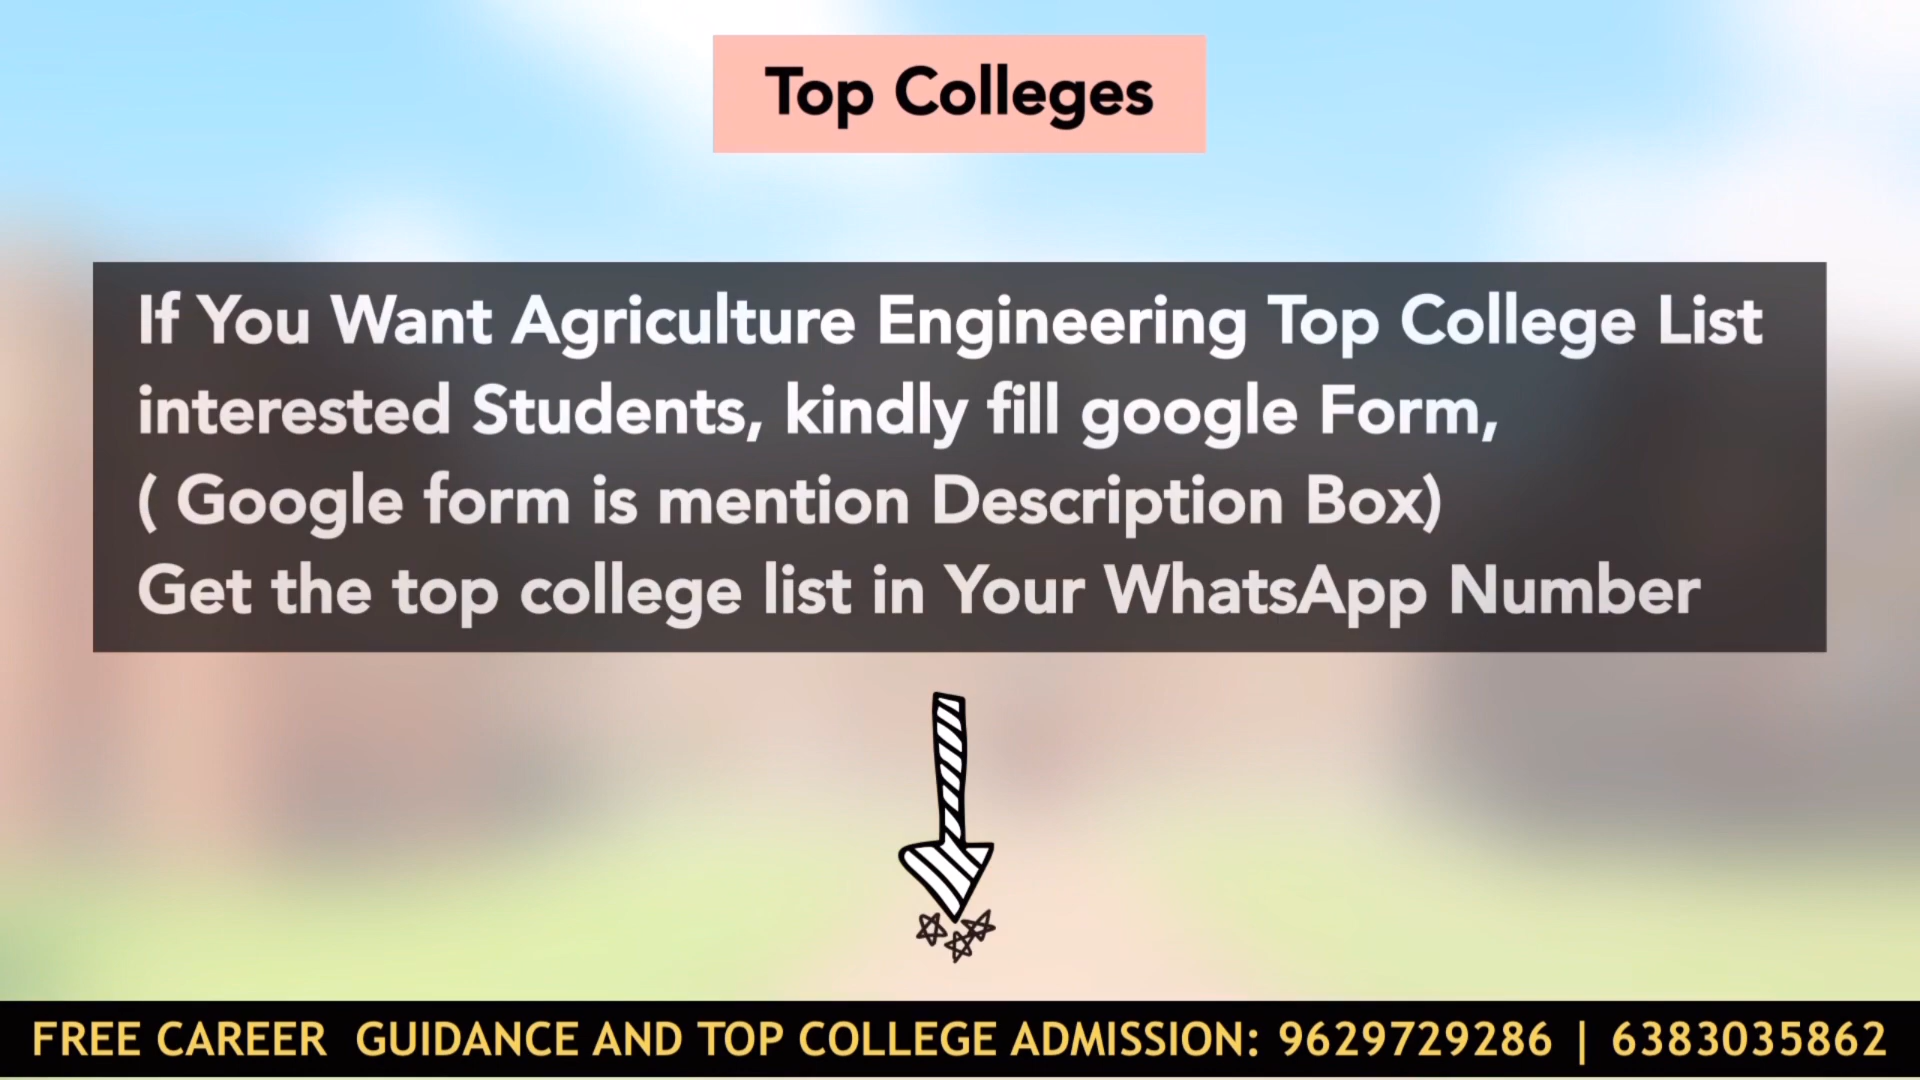 Top Colleges
If You Want Agriculture Engineering Top College List
interested Students, kindly fill google Form,
( Google form is mention Description Box)
Get the top college list in Your WhatsApp Number
FREE CAREER  GUIDANCE AND TOP COLLEGE ADMISSION: 9629729286 | 6383035862